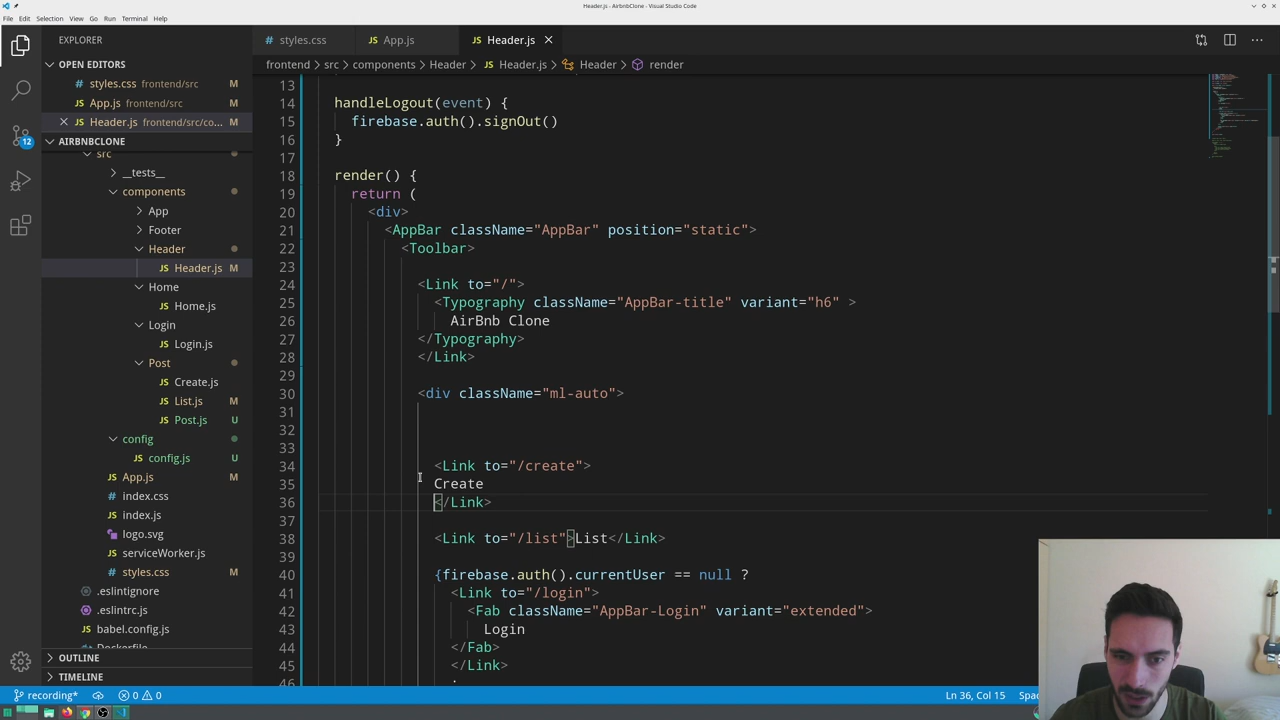 Header.js - AirbnbClone - Visual Studio Code
File Edit Selection View Go Run Terminal Help
EXPLORER
styles.css
App.js
Header.js
OPEN EDITORS
frontend > src > components > Header > Header.js > Header > render
styles.css frontend/src M
App.js frontend/src M
Header.js frontend/src/co... M
AIRBNBCLONE
src
__tests__
components
App
Footer
Header
Header.js M
Home
Home.js
Login
Login.js
Post
Create.js
List.js M
Post.js U
config
config.js U
App.js M
index.css
index.js
logo.svg
serviceWorker.js
styles.css M
.eslintignore
.eslintrc.js
babel.config.js
Dockerfile
OUTLINE
TIMELINE
12
13
14 handleLogout(event) {
15 firebase.auth().signOut()
16 }
17
18 render() {
19 return (
20 <div>
21 <AppBar className="AppBar" position="static">
22 <Toolbar>
23
24 <Link to="/">
25 <Typography className="AppBar-title" variant="h6" >
26 AirBnb Clone
27 </Typography>
28 </Link>
29
30 <div className="ml-auto">
31
32
33
34 <Link to="/create">
35 Create
36 </Link>
37
38 <Link to="/list">List</Link>
39
40 {firebase.auth().currentUser == null ?
41 <Link to="/login">
42 <Fab className="AppBar-Login" variant="extended">
43 Login
44 </Fab>
45 </Link>
46 :
recording* 0 0
Ln 36, Col 15